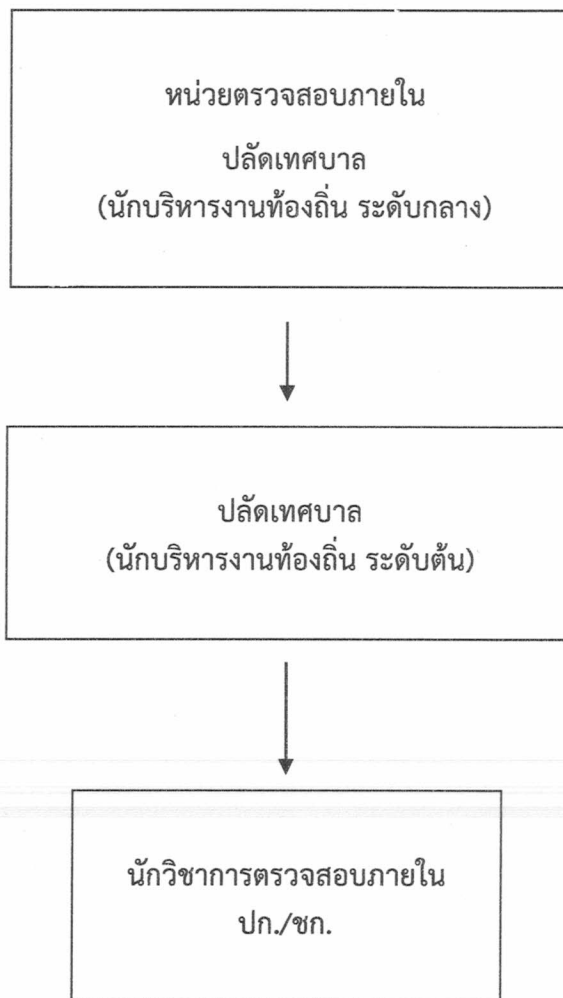 หน่วยตรวจสอบภายใน
ปลัดเทศบาล
(นักบริหารงานท้องถิ่น ระดับกลาง)
ปลัดเทศบาล
(นักบริหารงานท้องถิ่น ระดับต้น)
นักวิชาการตรวจสอบภายใน
ปก./ชก.